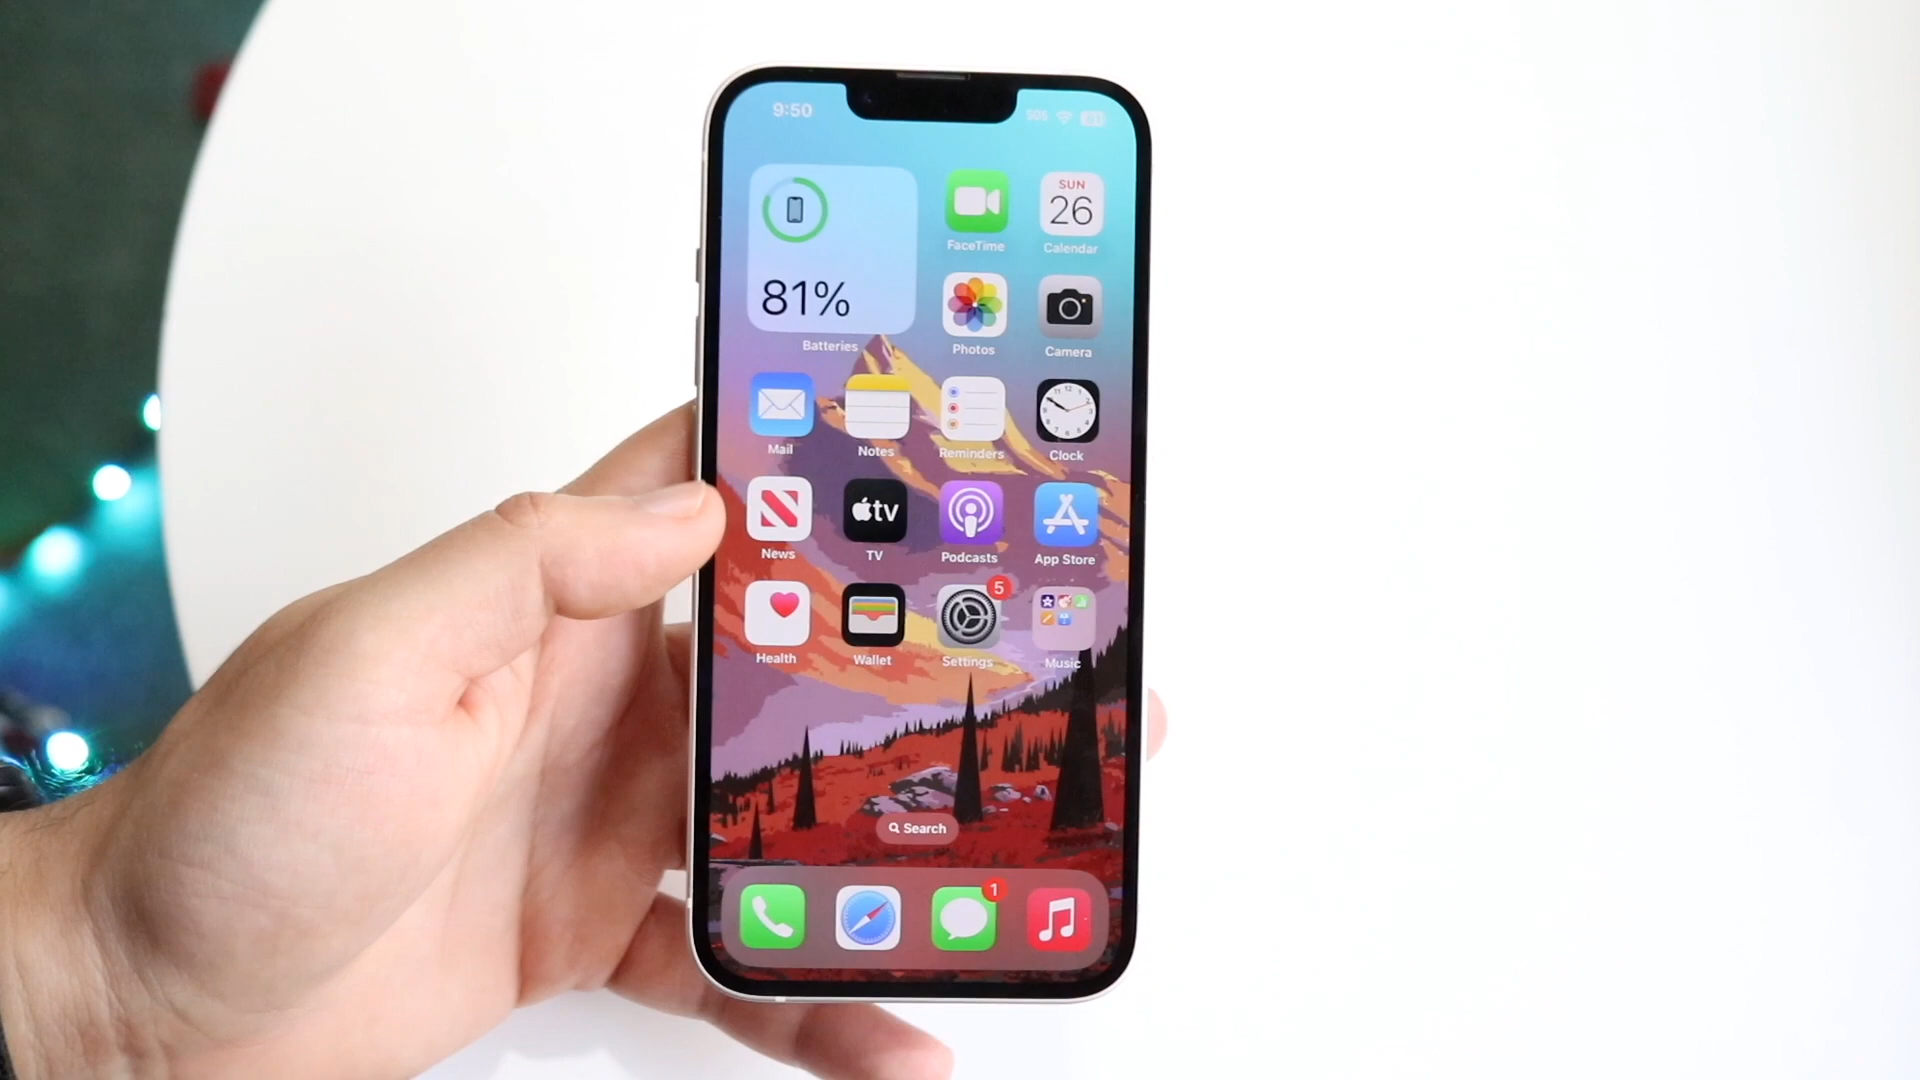 9:50 SOS 81
81%
Batteries
FaceTime
SUN
26
Calendar
Photos Camera
Mail Notes Reminders Clock
tv
News TV Podcasts App Store
5
Health Wallet Settings Music
Search
1